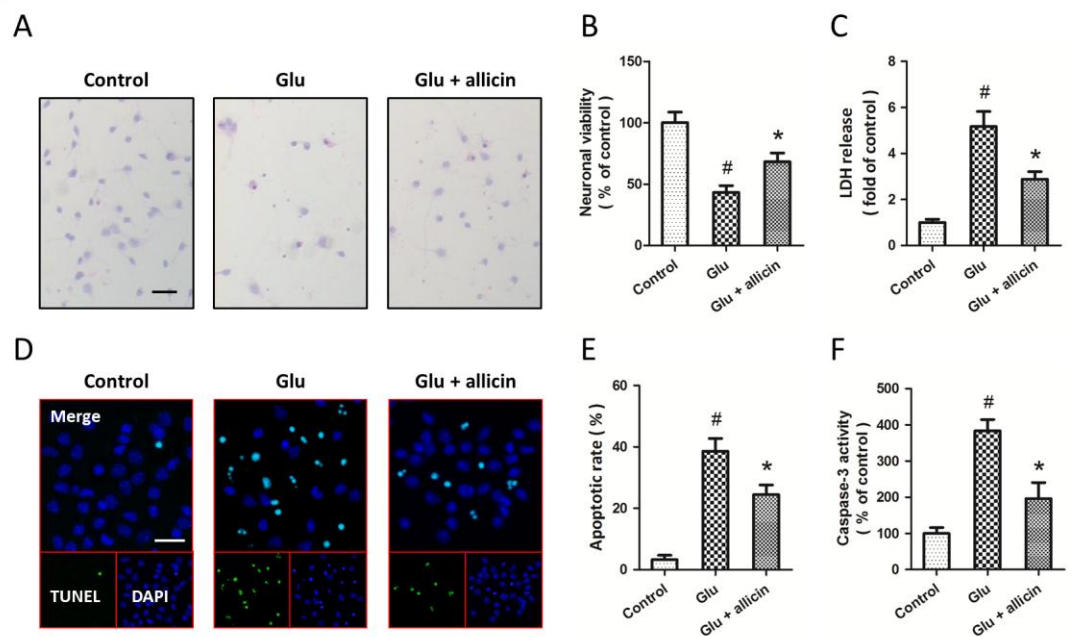 A
Control
Glu
Glu + allicin
B
Neuronal viability
( % of control )
150
100
50
0
Control
Glu
Glu + allicin
#
*
C
LDH release
( fold of control )
8
6
4
2
0
Control
Glu
Glu + allicin
#
*
D
Control
Glu
Glu + allicin
Merge
TUNEL
DAPI
E
Apoptotic rate ( % )
60
40
20
0
Control
Glu
Glu + allicin
#
*
F
Caspase-3 activity
( % of control )
500
400
300
200
100
0
Control
Glu
Glu + allicin
#
*